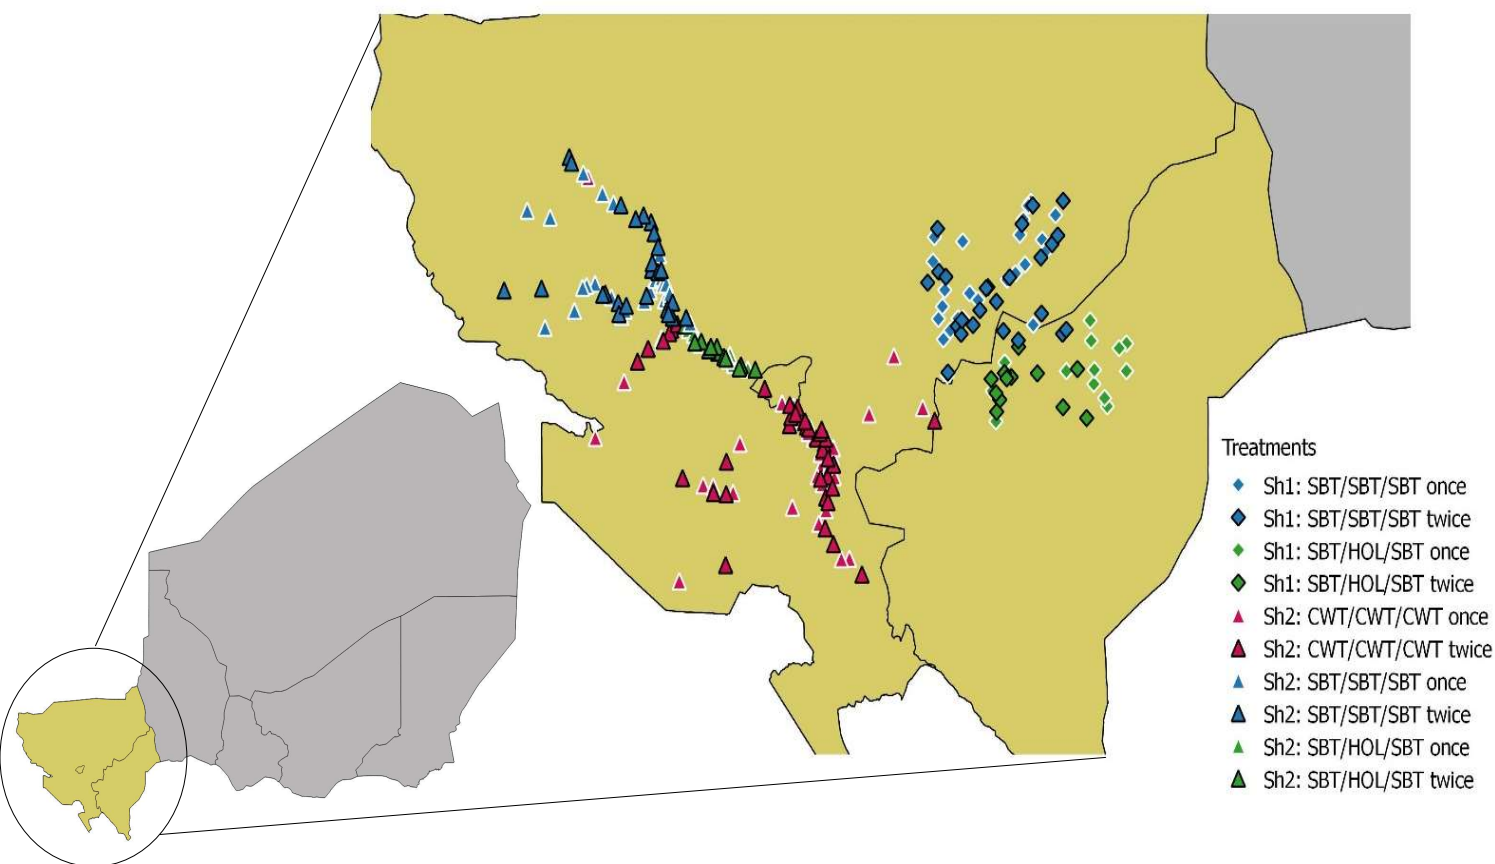 Treatments
Sh1: SBT/SBT/SBT once
Sh1: SBT/SBT/SBT twice
Sh1: SBT/HOL/SBT once
Sh1: SBT/HOL/SBT twice
Sh2: CWT/CWT/CWT once
Sh2: CWT/CWT/CWT twice
Sh2: SBT/SBT/SBT once
Sh2: SBT/SBT/SBT twice
Sh2: SBT/HOL/SBT once
Sh2: SBT/HOL/SBT twice